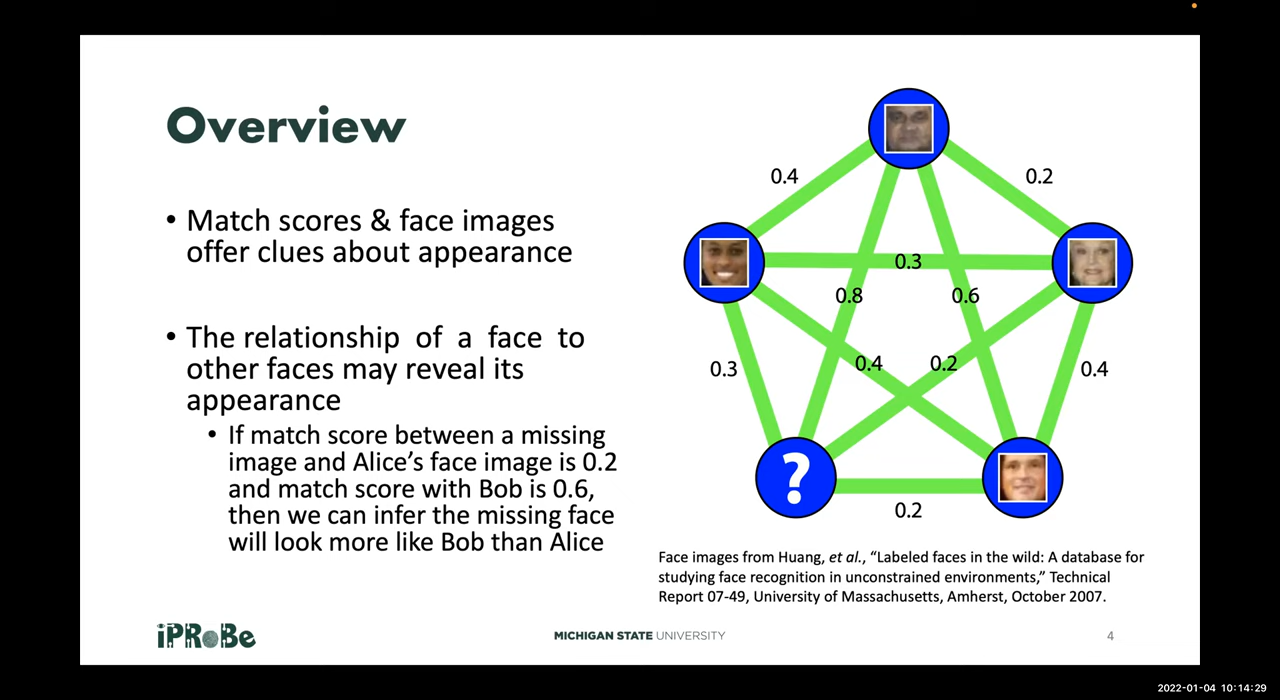 Overview
• Match scores & face images
offer clues about appearance
• The relationship of a face to
other faces may reveal its
appearance
• If match score between a missing
image and Alice’s face image is 0.2
and match score with Bob is 0.6,
then we can infer the missing face
will look more like Bob than Alice
0.4
0.2
0.3
0.8
0.6
0.3
0.4
0.2
0.4
?
0.2
Face images from Huang, et al., “Labeled faces in the wild: A database for
studying face recognition in unconstrained environments,” Technical
Report 07-49, University of Massachusetts, Amherst, October 2007.
iPRoBe
MICHIGAN STATE UNIVERSITY
4
2022-01-04 10:14:29